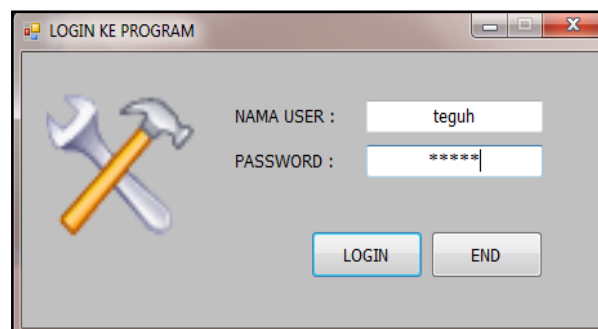 LOGIN KE PROGRAM
NAMA USER : teguh
PASSWORD : *****
LOGIN END